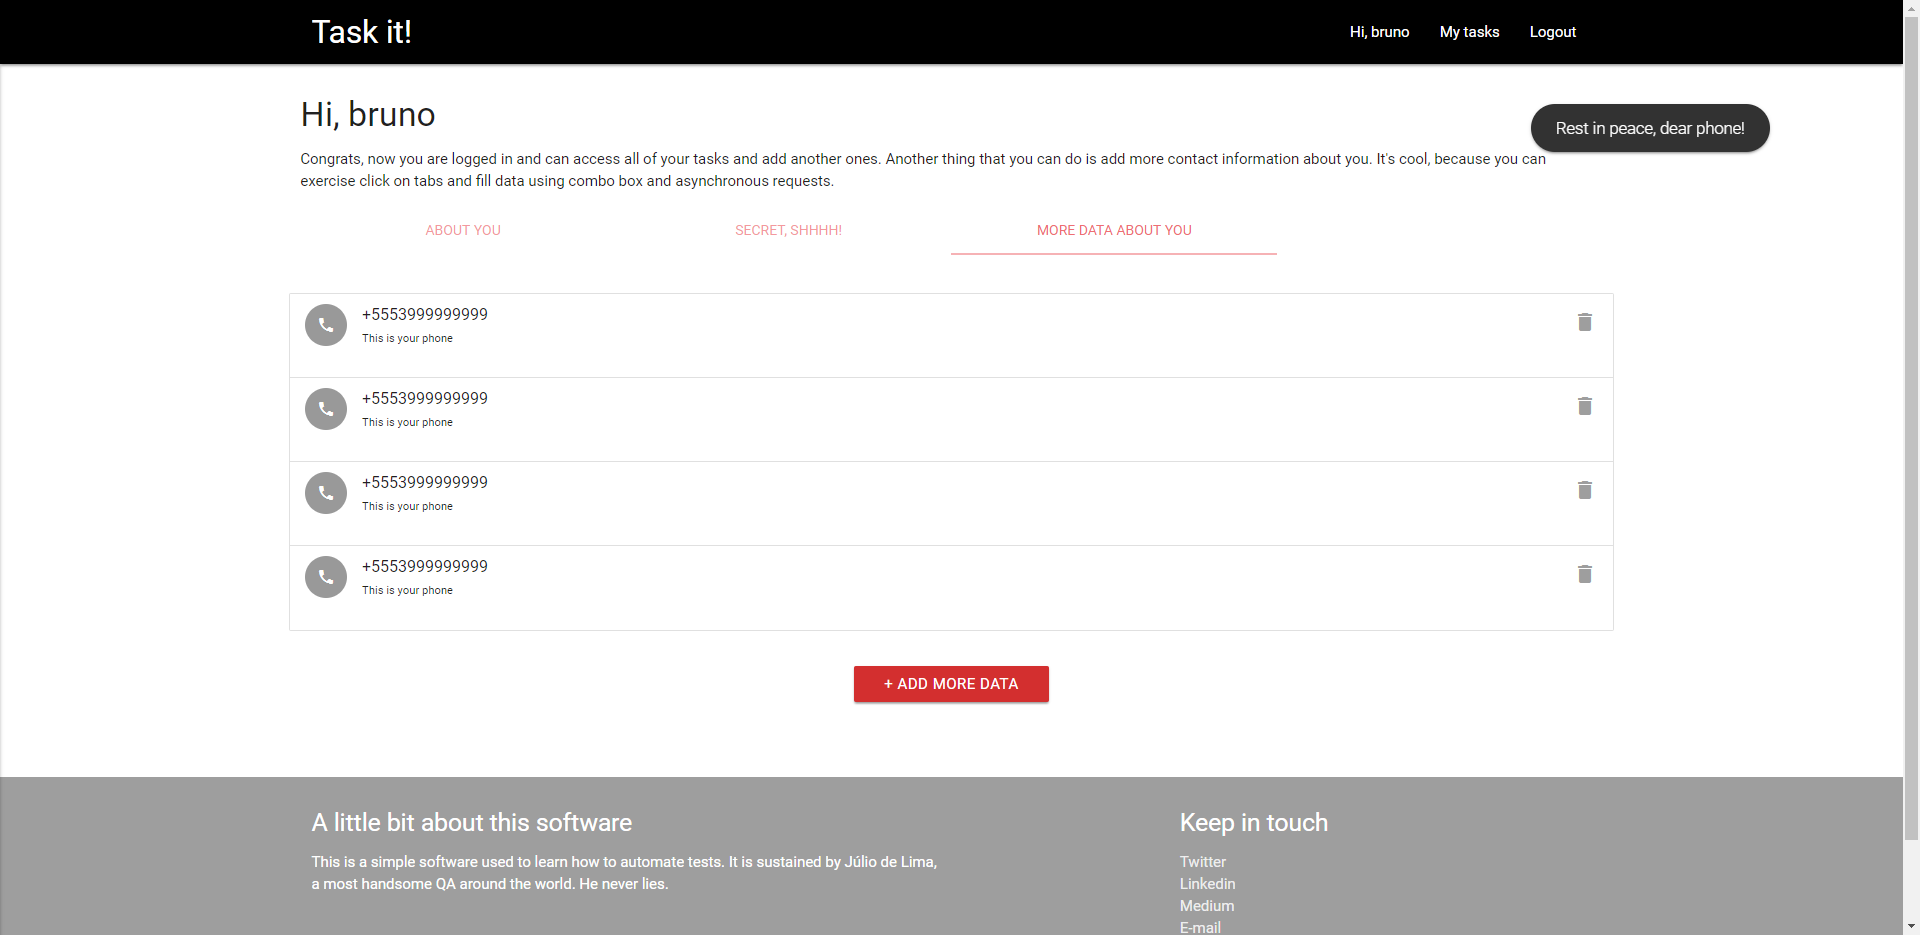 Task it!
Hi, bruno
My tasks
Logout
Hi, bruno
Rest in peace, dear phone!
Congrats, now you are logged in and can access all of your tasks and add another ones. Another thing that you can do is add more contact information about you. It's cool, because you can
exercise click on tabs and fill data using combo box and asynchronous requests.
ABOUT YOU
SECRET, SHHHH!
MORE DATA ABOUT YOU
+5553999999999
This is your phone
+5553999999999
This is your phone
+5553999999999
This is your phone
+5553999999999
This is your phone
+ ADD MORE DATA
A little bit about this software
This is a simple software used to learn how to automate tests. It is sustained by Júlio de Lima,
a most handsome QA around the world. He never lies.
Keep in touch
Twitter
Linkedin
Medium
E-mail